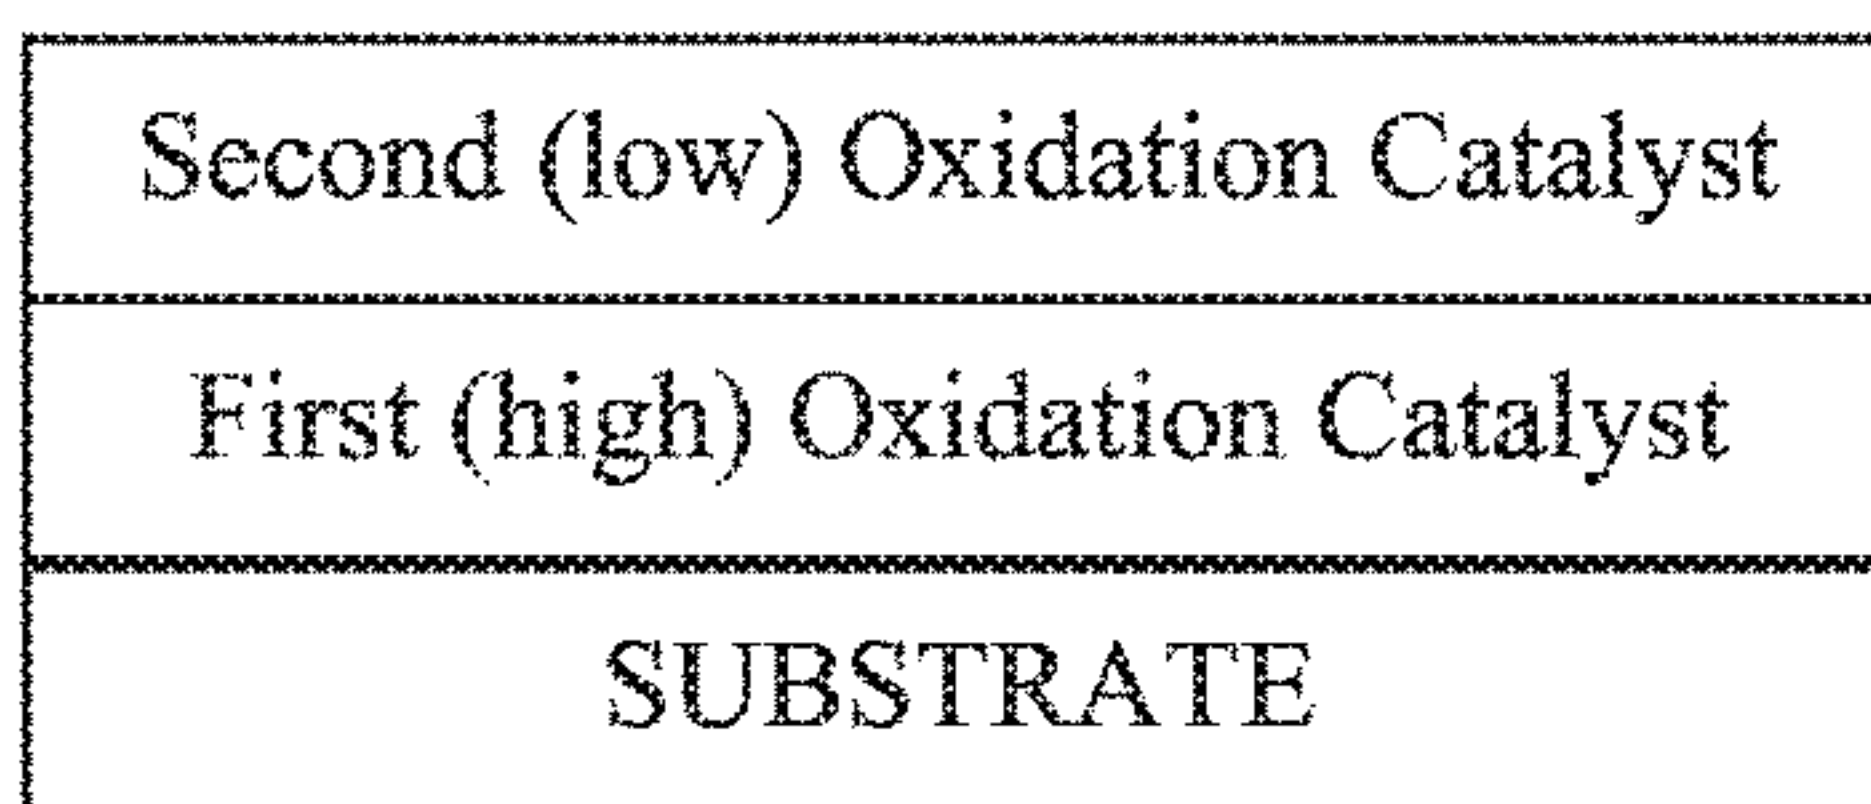 Second (low) Oxidation Catalyst
First (high) Oxidation Catalyst
SUBSTRATE